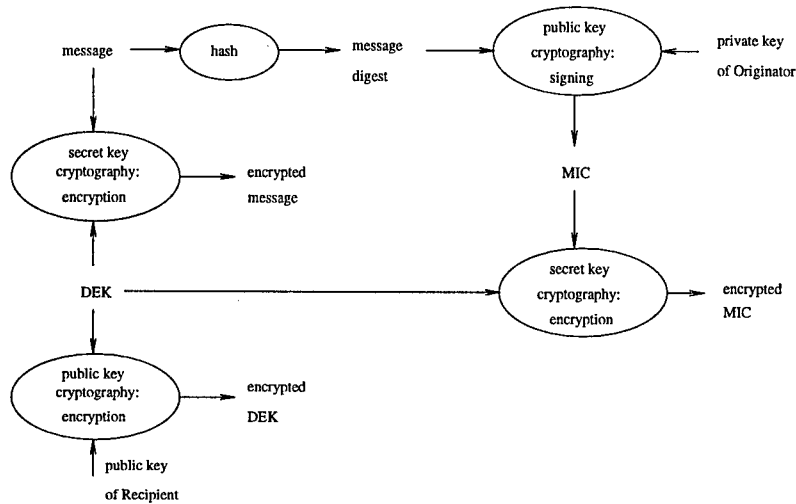 message
hash
message
digest
public key
cryptography:
signing
private key
of Originator
secret key
cryptography:
encryption
encrypted
message
MIC
DEK
secret key
cryptography:
encryption
encrypted
MIC
public key
cryptography:
encryption
encrypted
DEK
public key
of Recipient